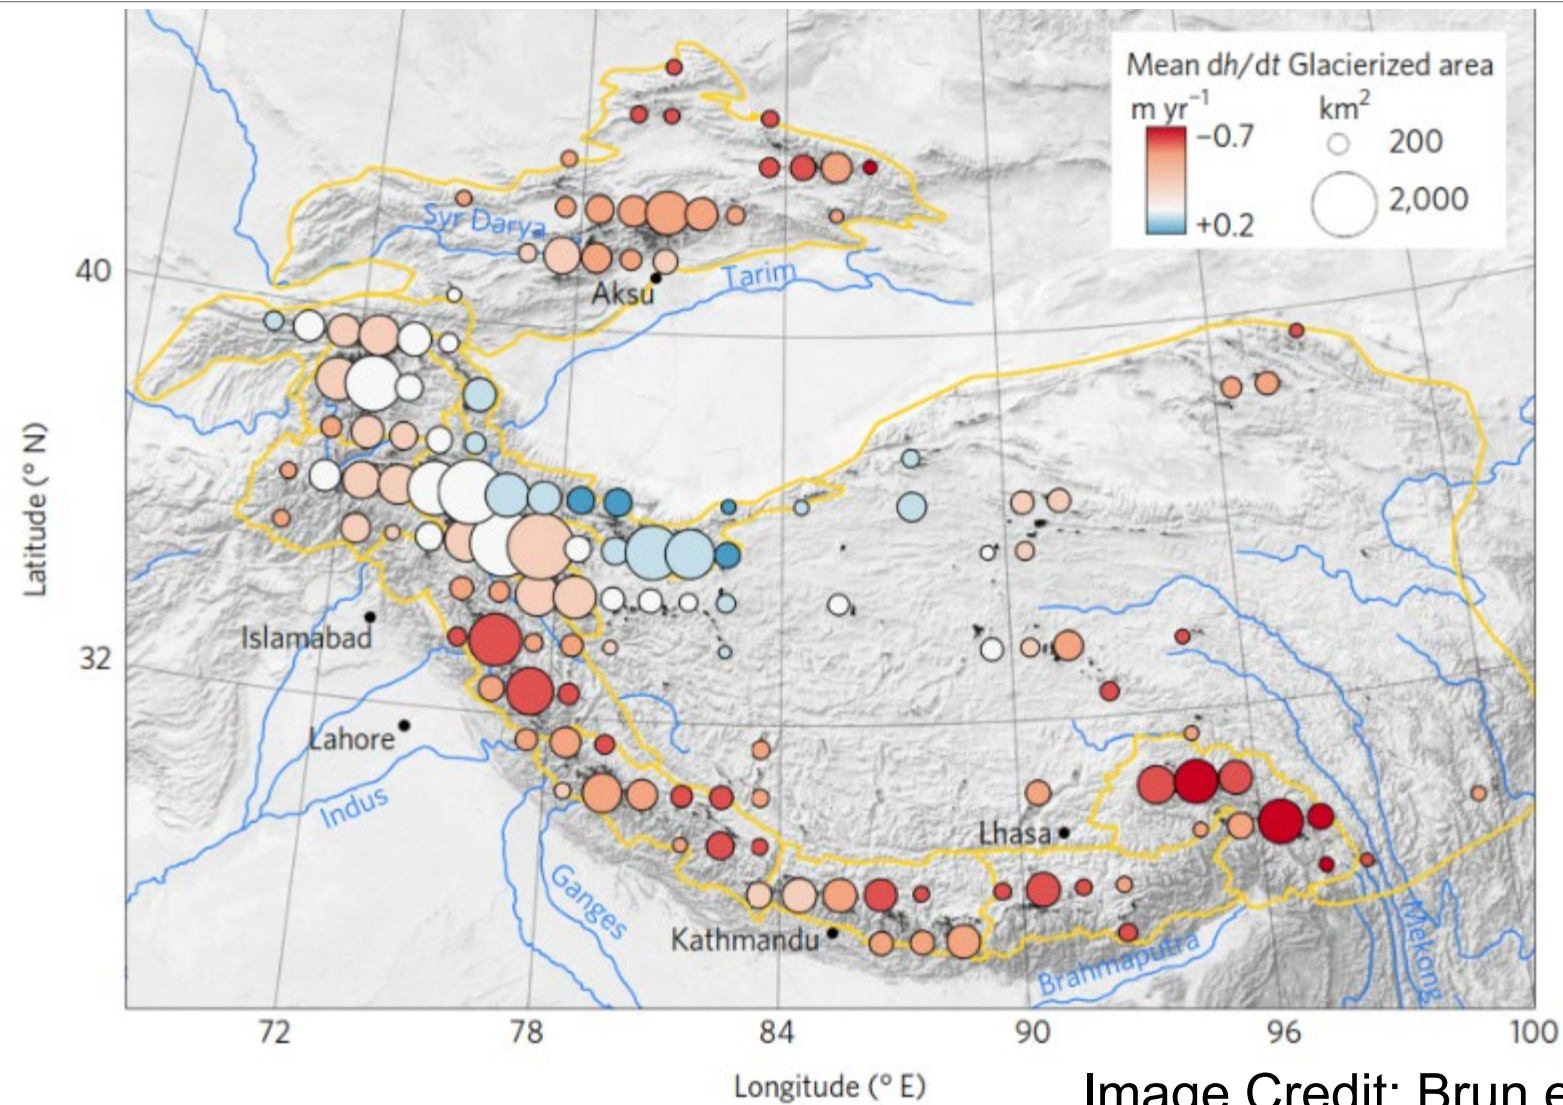 Mean dh/dt Glacierized area
m yr⁻¹ km²
−0.7 200
+0.2 2,000
Syr Darya
40
Tarim
Aksu
Latitude (° N)
Islamabad
32
Lahore
Indus
Lhasa
Ganges
Kathmandu
Brahmaputra
Mekong
72 78 84 90 96 100
Longitude (° E)
Image Credit: Brun e